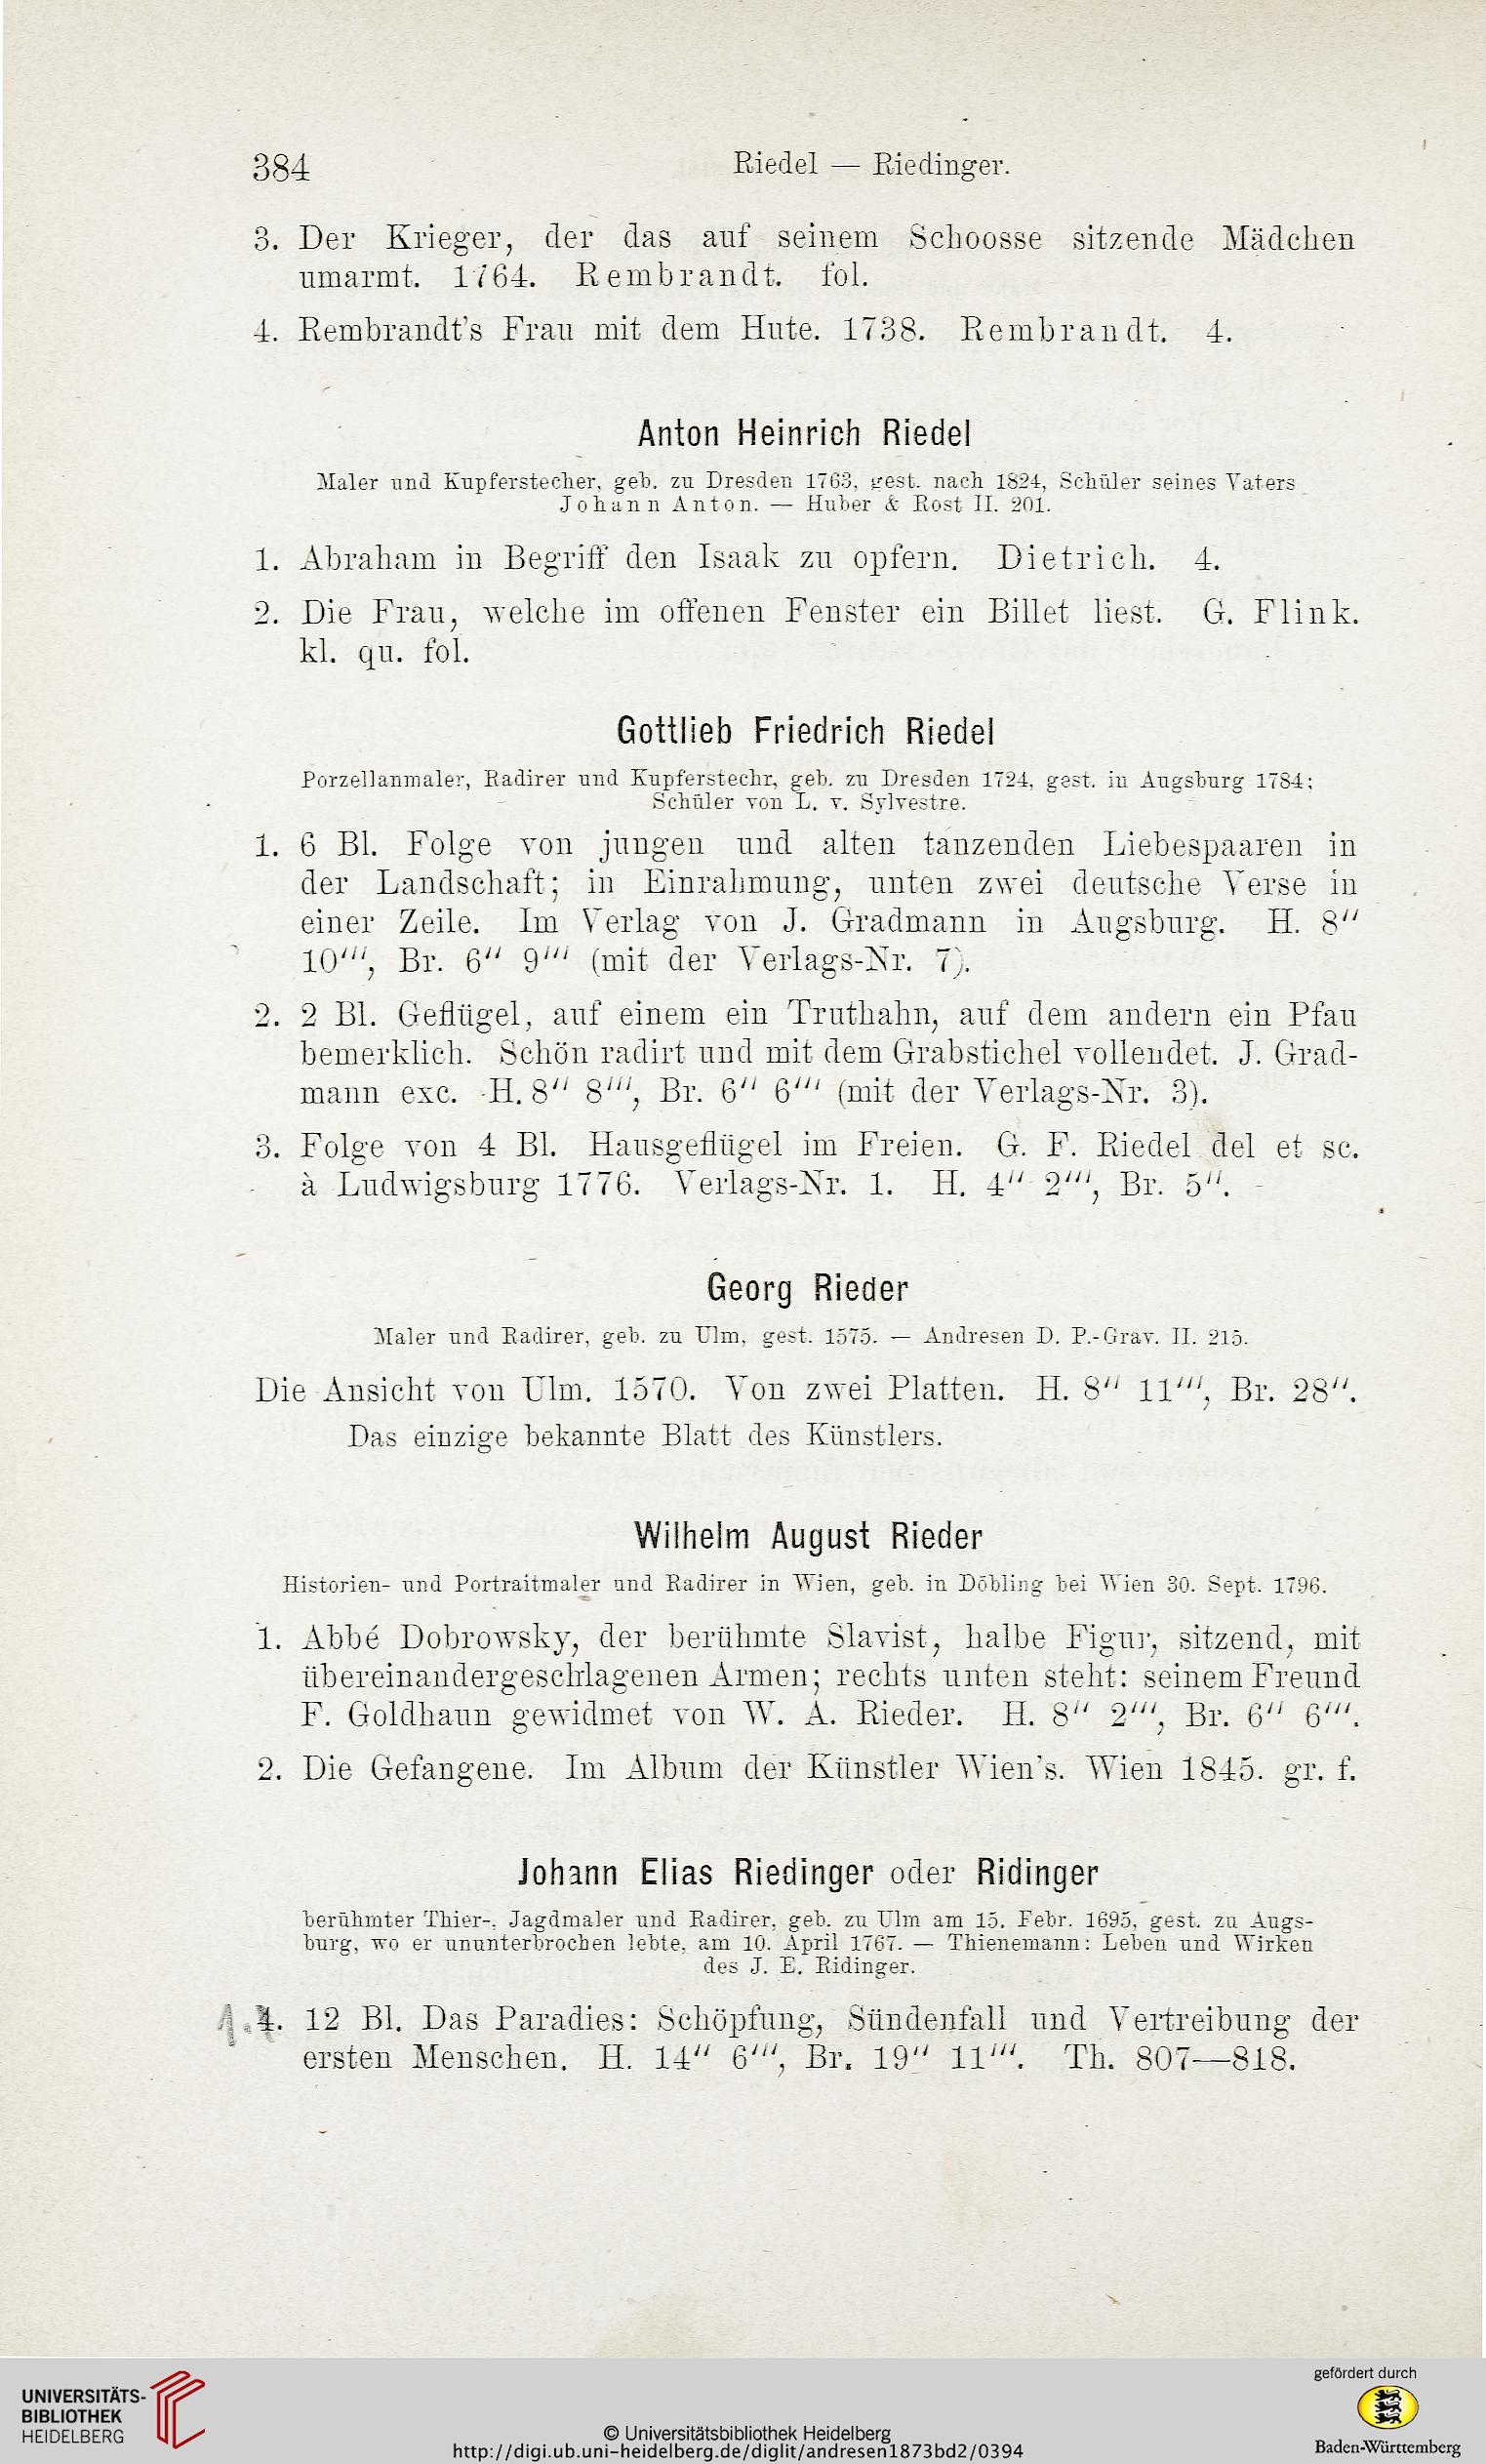 384 Riedel — Riedinger.
3. Der Krieger, der das auf seinem Schoosse sitzende Mädchen
umarmt. 1764. Rembrandt. fol.
4. Rembrandt's Frau mit dem Hute. 1738. Rembrandt. 4.
Anton Heinrich Riedel
Maler und Kupferstecher, geb. zu Dresden 1763, gest. nach 1824, Schüler seines Vaters
Johann Anton. — Huber & Rost II. 201.
1. Abraham in Begriff den Isaak zu opfern. Dietrich. 4.
2. Die Frau, welche im offenen Fenster ein Billet liest. G. Flink.
kl. qu. fol.
Gottlieb Friedrich Riedel
Porzellanmaler, Radirer und Kupferstechr, geb. zu Dresden 1724, gest. in Augsburg 1784;
Schüler von L. v. Sylvestre.
1. 6 Bl. Folge von jungen und alten tanzenden Liebespaaren in
der Landschaft; in Einrahmung, unten zwei deutsche Verse in
einer Zeile. Im Verlag von J. Gradmann in Augsburg. H. 8″
10‴, Br. 6″ 9‴ (mit der Verlags-Nr. 7).
2. 2 Bl. Geflügel, auf einem ein Truthahn, auf dem andern ein Pfau
bemerklich. Schön radirt und mit dem Grabstichel vollendet. J. Grad-
mann exc. H. 8″ 8‴, Br. 6″ 6‴ (mit der Verlags-Nr. 3).
3. Folge von 4 Bl. Hausgeflügel im Freien. G. F. Riedel del et sc.
à Ludwigsburg 1776. Verlags-Nr. 1. H. 4″ 2‴, Br. 5″.
Georg Rieder
Maler und Radirer, geb. zu Ulm, gest. 1575. — Andresen D. P.-Grav. II. 215.
Die Ansicht von Ulm. 1570. Von zwei Platten. H. 8″ 11‴, Br. 28″.
Das einzige bekannte Blatt des Künstlers.
Wilhelm August Rieder
Historien- und Portraitmaler und Radirer in Wien, geb. in Döbling bei Wien 30. Sept. 1796.
1. Abbé Dobrowsky, der berühmte Slavist, halbe Figur, sitzend, mit
übereinandergeschlagenen Armen; rechts unten steht: seinem Freund
F. Goldhann gewidmet von W. A. Rieder. H. 8″ 2‴, Br. 6″ 6‴.
2. Die Gefangene. Im Album der Künstler Wien's. Wien 1845. gr. f.
Johann Elias Riedinger oder Ridinger
berühmter Thier-, Jagdmaler und Radirer, geb. zu Ulm am 15. Febr. 1695, gest. zu Augs-
burg, wo er ununterbrochen lebte, am 10. April 1767. — Thienemann: Leben und Wirken
des J. E. Ridinger.
1. 4. 12 Bl. Das Paradies: Schöpfung, Sündenfall und Vertreibung der
ersten Menschen. H. 14″ 6‴, Br. 19″ 11‴. Th. 807—818.
UNIVERSITÄTS-
BIBLIOTHEK
HEIDELBERG
© Universitätsbibliothek Heidelberg
http://digi.ub.uni-heidelberg.de/diglit/andresen1873bd2/0394
gefördert durch
Baden-Württemberg